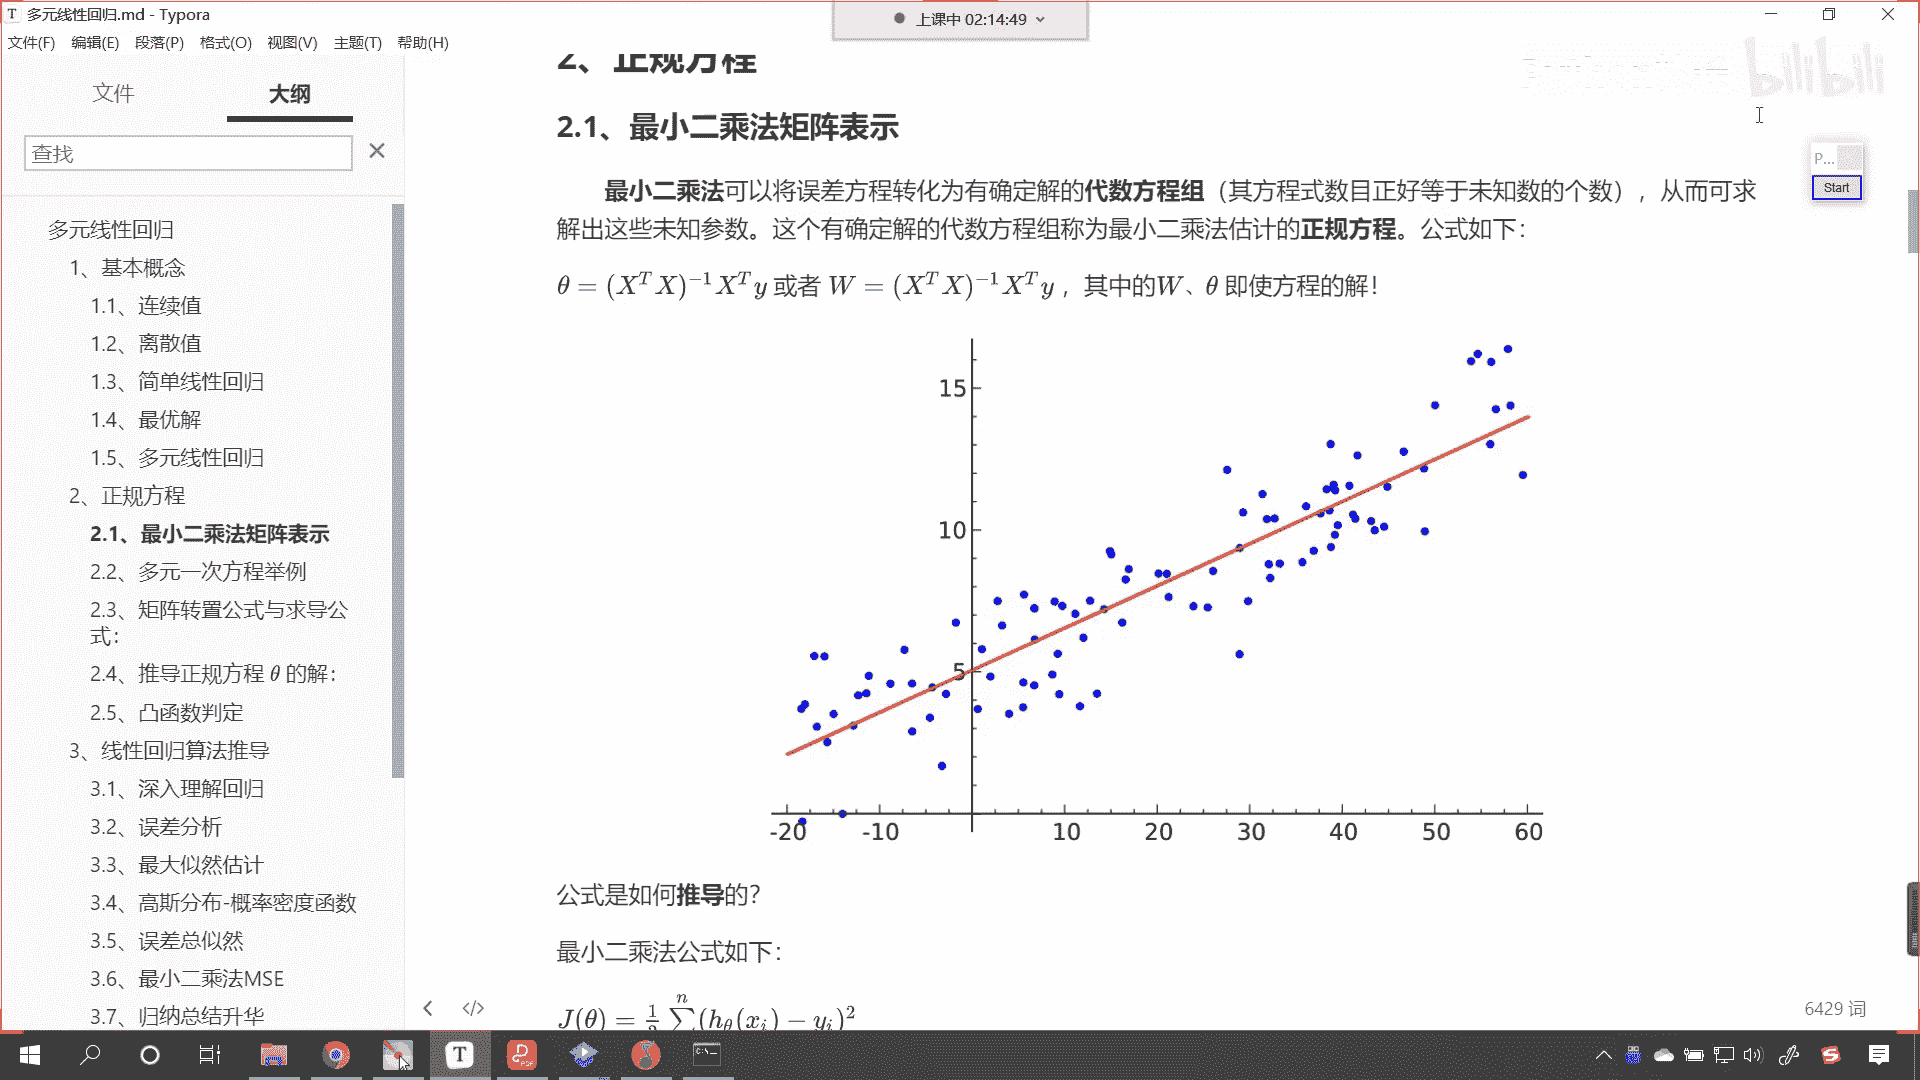 多元线性回归.md - Typora
上课中 02:14:49
文件(F) 编辑(E) 段落(P) 格式(O) 视图(V) 主题(T) 帮助(H)
文件 大纲
查找
多元线性回归
1、基本概念
1.1、连续值
1.2、离散值
1.3、简单线性回归
1.4、最优解
1.5、多元线性回归
2、正规方程
2.1、最小二乘法矩阵表示
2.2、多元一次方程举例
2.3、矩阵转置公式与求导公
式：
2.4、推导正规方程 θ 的解：
2.5、凸函数判定
3、线性回归算法推导
3.1、深入理解回归
3.2、误差分析
3.3、最大似然估计
3.4、高斯分布-概率密度函数
3.5、误差总似然
3.6、最小二乘法MSE
3.7、归纳总结升华
2、正规方程
2.1、最小二乘法矩阵表示
最小二乘法可以将误差方程转化为有确定解的代数方程组（其方程式数目正好等于未知数的个数），从而可求
解出这些未知参数。这个有确定解的代数方程组称为最小二乘法估计的正规方程。公式如下：
θ = (X^T X)^{-1} X^T y 或者 W = (X^T X)^{-1} X^T y ，其中的W、θ 即使方程的解！
15
10
5
-20 -10 10 20 30 40 50 60
公式是如何推导的？
最小二乘法公式如下：
J(θ) = 1/2 ∑^n (h_θ(x_i) − y_i)^2
bilibili
P...
Start
6429 词